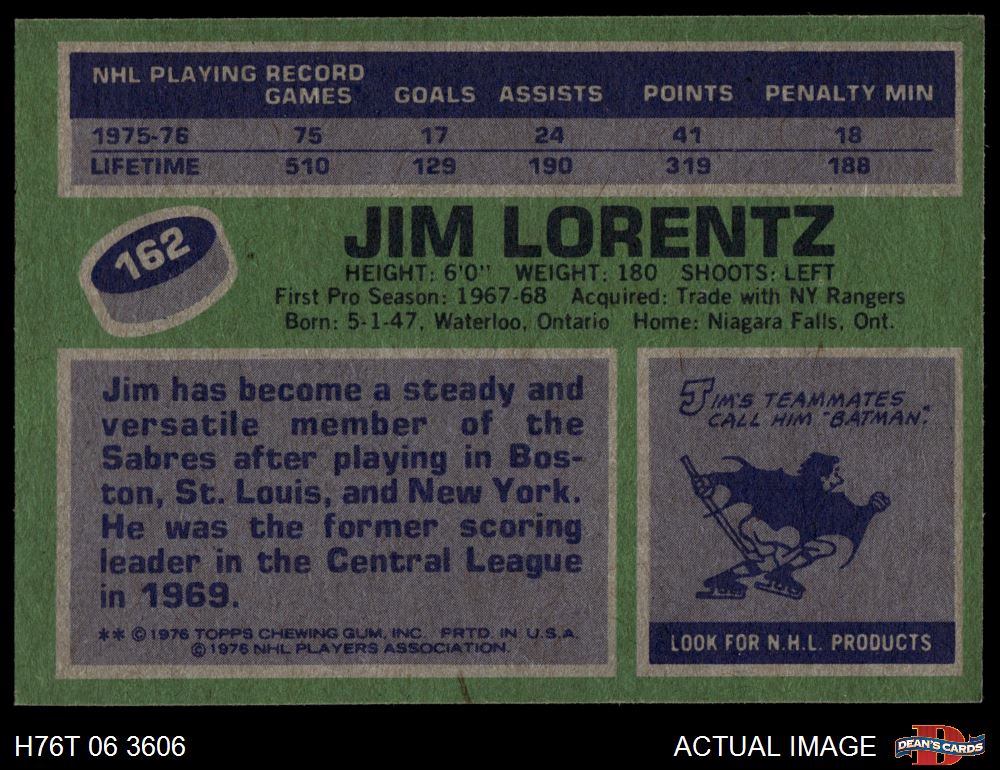 NHL PLAYING RECORD
GAMES GOALS ASSISTS POINTS PENALTY MIN
1975-76 75 17 24 41 18
LIFETIME 510 129 190 319 188
162
JIM LORENTZ
HEIGHT: 6'0" WEIGHT: 180 SHOOTS: LEFT
First Pro Season: 1967-68 Acquired: Trade with NY Rangers
Born: 5-1-47, Waterloo, Ontario Home: Niagara Falls, Ont.
Jim has become a steady and
versatile member of the
Sabres after playing in Bos-
ton, St. Louis, and New York.
He was the former scoring
leader in the Central League
in 1969.
** ©1976 TOPPS CHEWING GUM, INC. PRTD. IN U.S.A.
©1976 NHL PLAYERS ASSOCIATION.
JIM'S TEAMMATES
CALL HIM "BATMAN".
LOOK FOR N.H.L. PRODUCTS
H76T 06 3606
ACTUAL IMAGE
D
DEAN'S CARDS